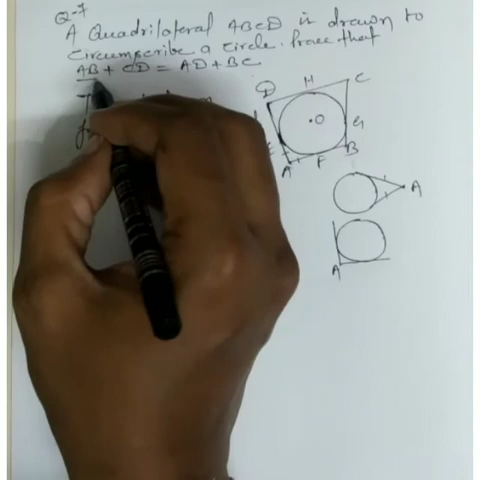 Q-7
A Quadrilateral ABCD is drawn to
circumscribe a circle. Prove that
AB + CD = AD + BC
D H C
O
G
E B
A F
A
A